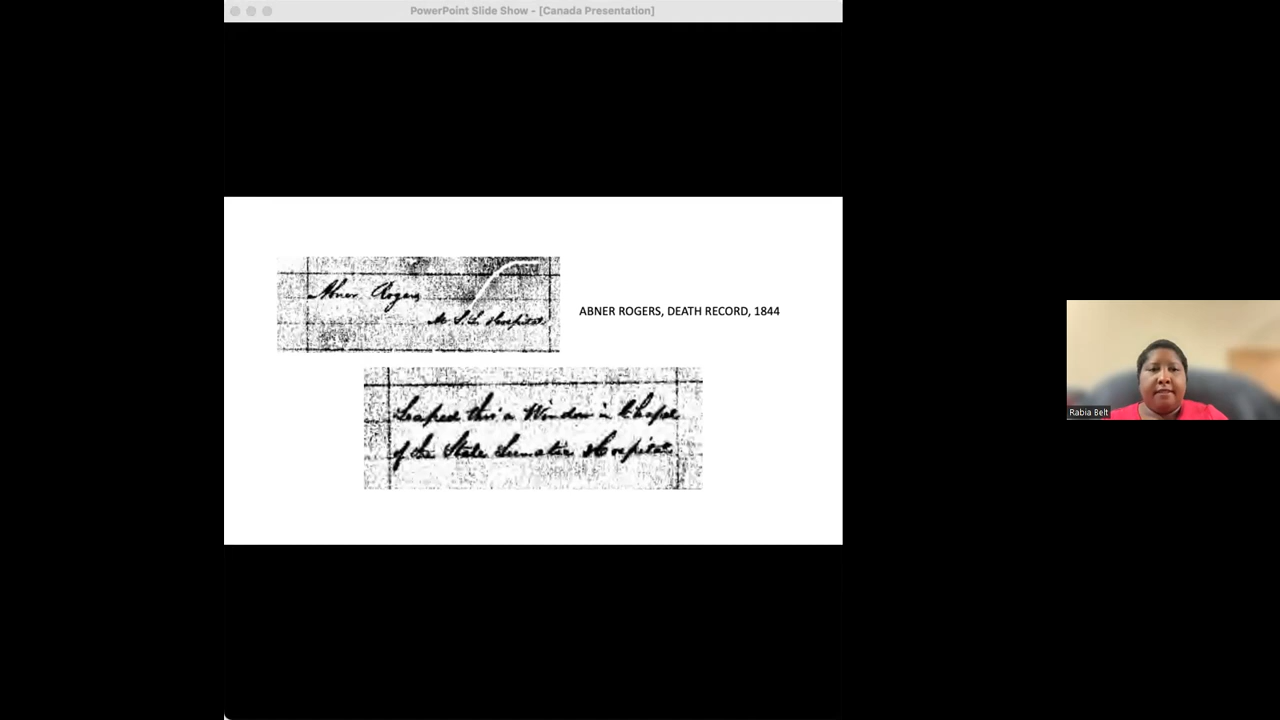 PowerPoint Slide Show - [Canada Presentation]
Abner Rogers
S. L. Hospital
ABNER ROGERS, DEATH RECORD, 1844
Leaped thro' a Window in Chapel
of the State Lunatic Hospital
Rabia Belt